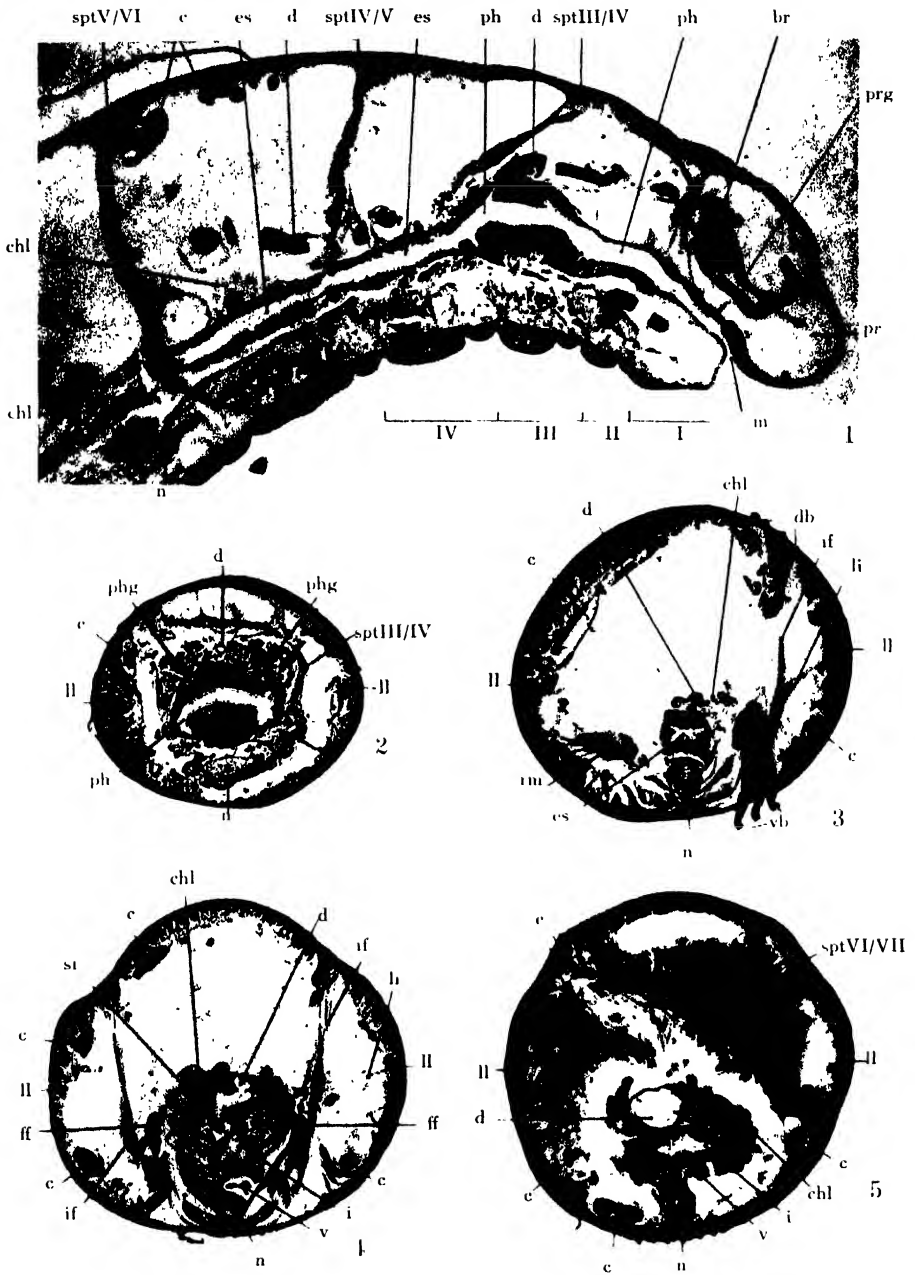 sptV/VI c es d sptIV/V es ph d sptIII/IV ph br
prg
chl
pr
chl
m
IV III II I
1
n
d
phg phg
c
sptIII/IV
ll ll
2
ph
n
chl
d db
c if
li
ll ll
rm c
es
vb 3
n
chl
c d
st if
c
ll ll
ff ff
c c
if i
v 4
n
c
sptVI/VII
ll ll
d
c
c chl 5
i
v
c n